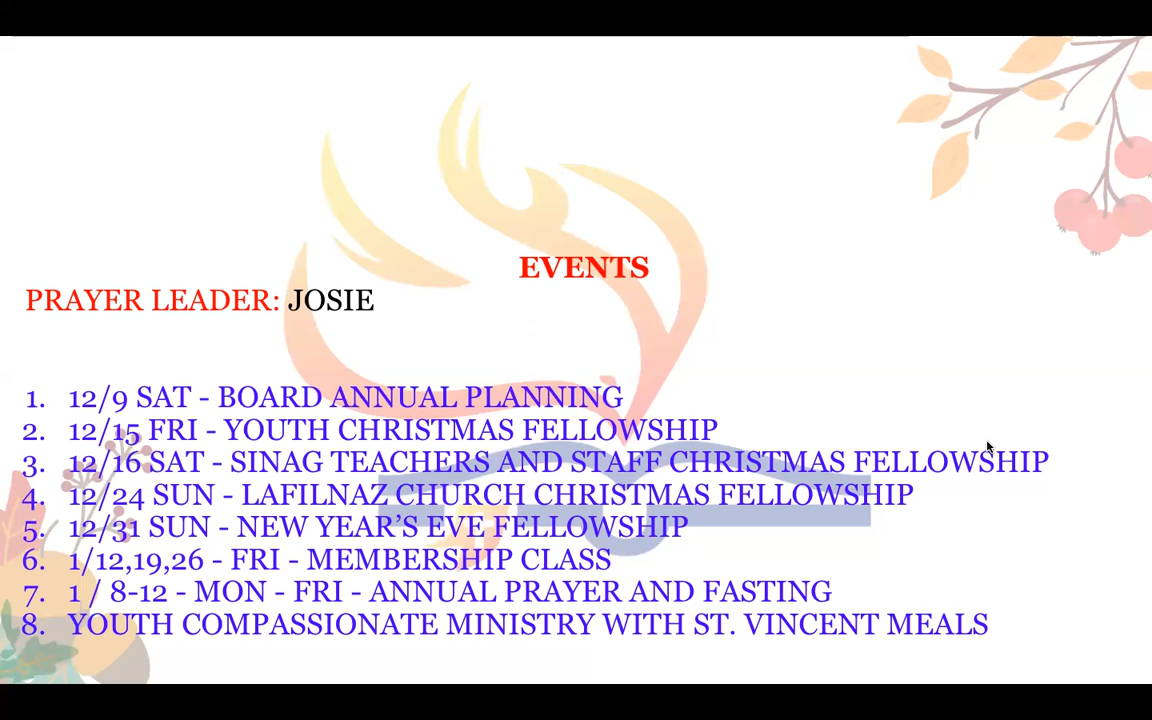 EVENTS
PRAYER LEADER: JOSIE
1. 12/9 SAT - BOARD ANNUAL PLANNING
2. 12/15 FRI - YOUTH CHRISTMAS FELLOWSHIP
3. 12/16 SAT - SINAG TEACHERS AND STAFF CHRISTMAS FELLOWSHIP
4. 12/24 SUN - LAFILNAZ CHURCH CHRISTMAS FELLOWSHIP
5. 12/31 SUN - NEW YEAR’S EVE FELLOWSHIP
6. 1/12,19,26 - FRI - MEMBERSHIP CLASS
7. 1 / 8-12 - MON - FRI - ANNUAL PRAYER AND FASTING
8. YOUTH COMPASSIONATE MINISTRY WITH ST. VINCENT MEALS